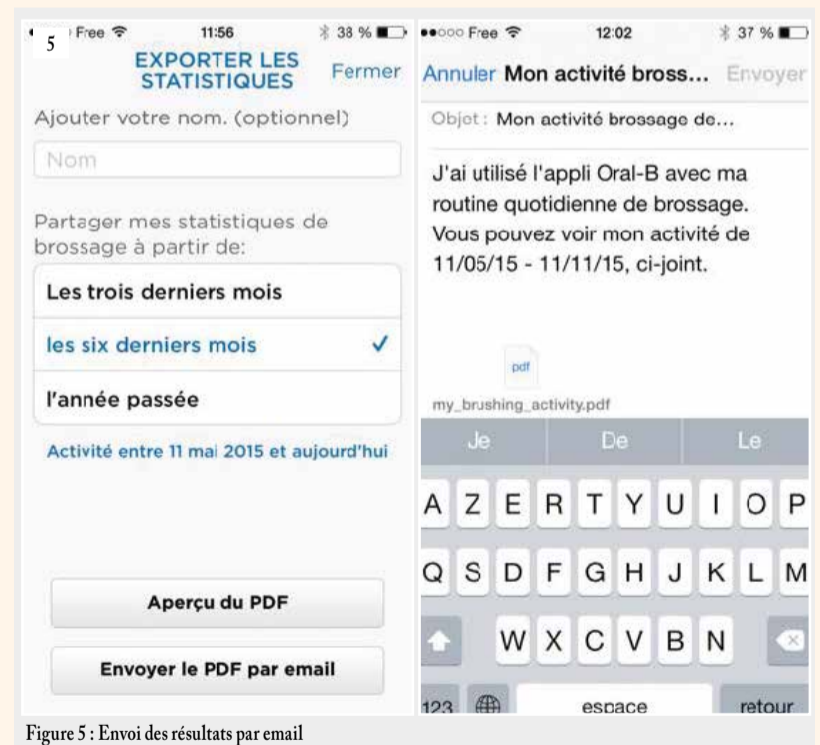 5
Free 11:56 38 %
EXPORTER LES
STATISTIQUES
Fermer
Ajouter votre nom. (optionnel)
Nom
Partager mes statistiques de
brossage à partir de:
Les trois derniers mois
les six derniers mois
l'année passée
Activité entre 11 mai 2015 et aujourd'hui
Aperçu du PDF
Envoyer le PDF par email
Free 12:02 37 %
Annuler Mon activité bross... Envoyer
Objet : Mon activité brossage de...
J'ai utilisé l'appli Oral-B avec ma
routine quotidienne de brossage.
Vous pouvez voir mon activité de
11/05/15 - 11/11/15, ci-joint.
pdf
my_brushing_activity.pdf
Je De Le
A Z E R T Y U I O P
Q S D F G H J K L M
W X C V B N
123 espace retour
Figure 5 : Envoi des résultats par email